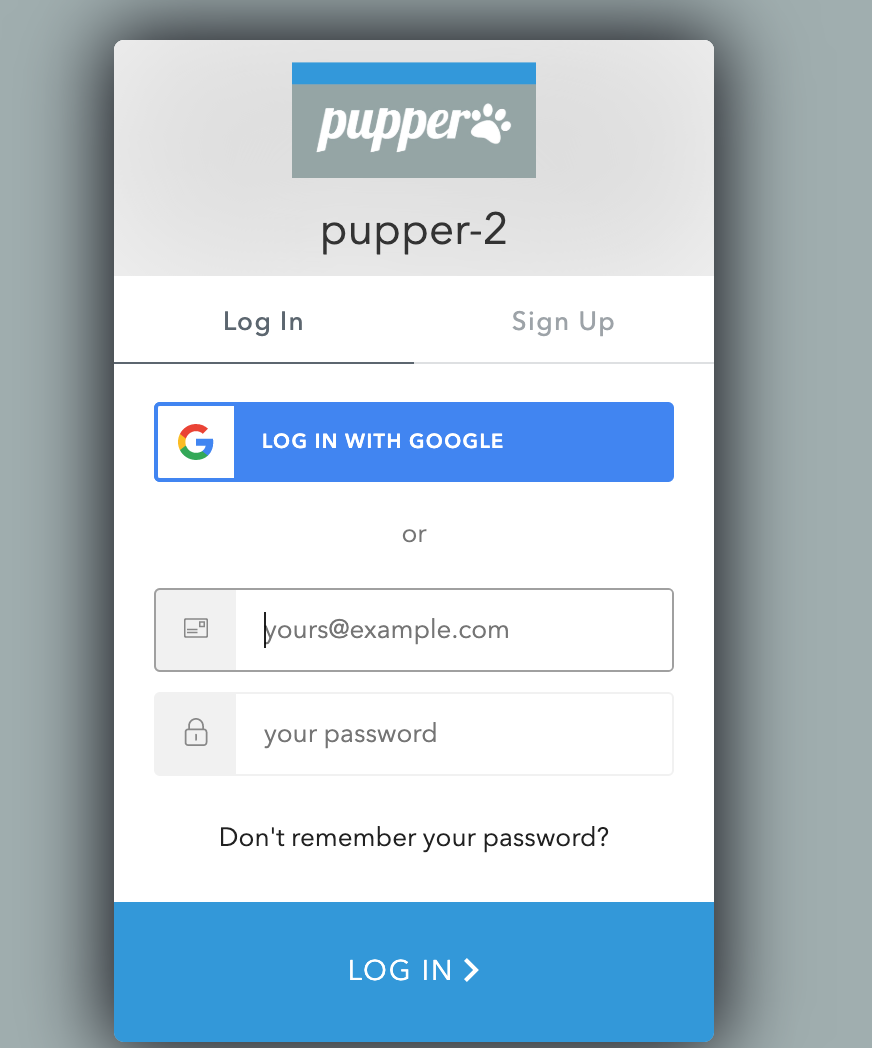 pupper
pupper-2
Log In
Sign Up
LOG IN WITH GOOGLE
or
yours@example.com
your password
Don't remember your password?
LOG IN